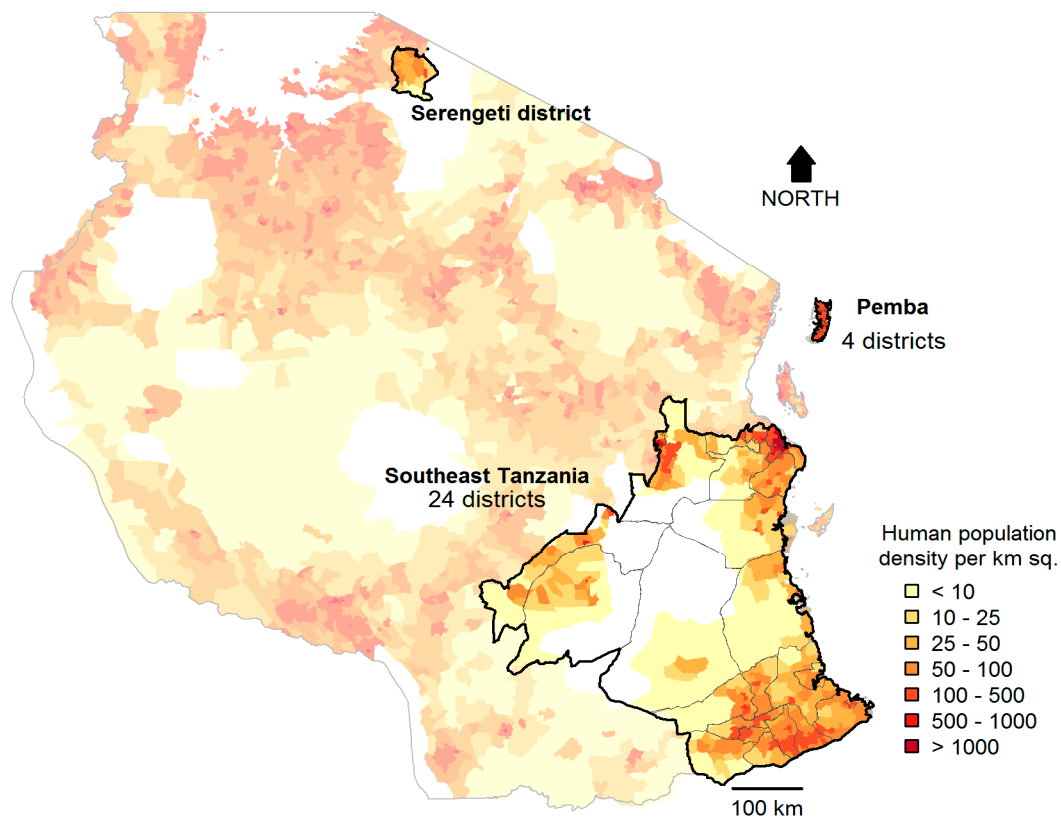 Serengeti district
NORTH
Pemba
4 districts
Southeast Tanzania
24 districts
Human population
density per km sq.
< 10
10 - 25
25 - 50
50 - 100
100 - 500
500 - 1000
> 1000
100 km